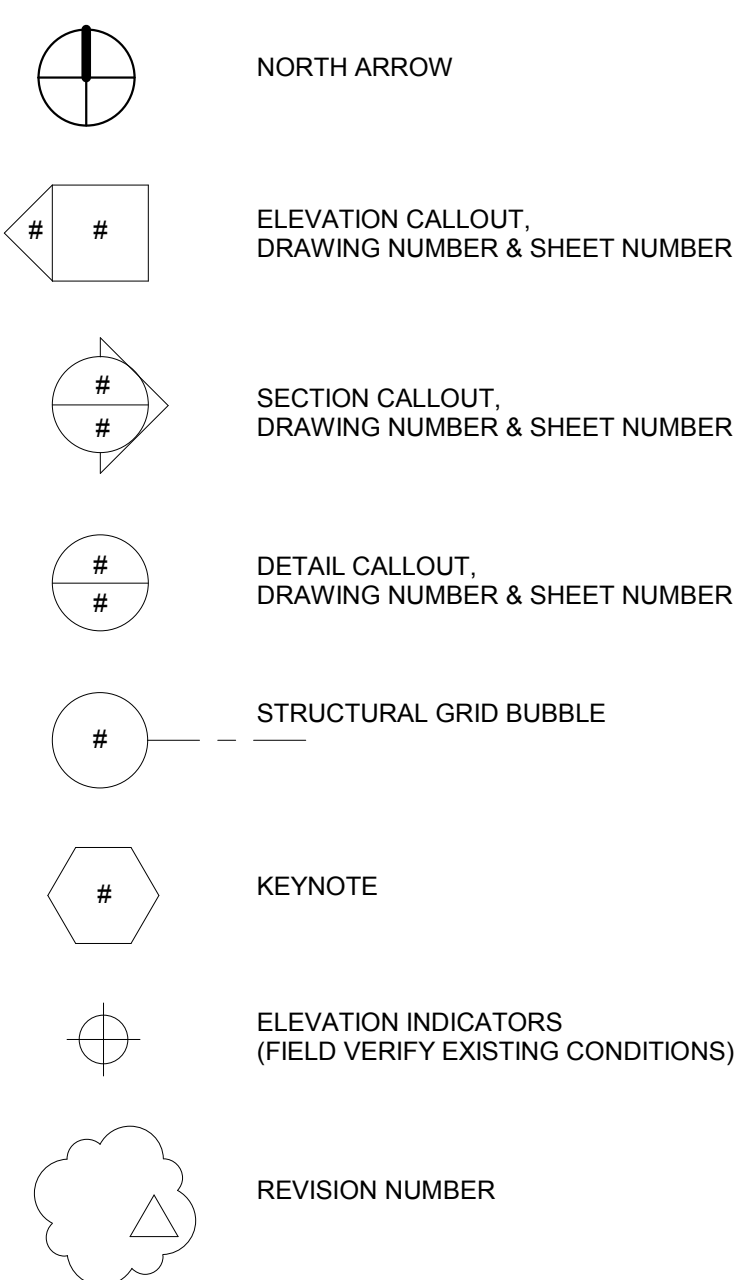 NORTH ARROW
# #
ELEVATION CALLOUT,
DRAWING NUMBER & SHEET NUMBER
#
#
SECTION CALLOUT,
DRAWING NUMBER & SHEET NUMBER
#
#
DETAIL CALLOUT,
DRAWING NUMBER & SHEET NUMBER
#
STRUCTURAL GRID BUBBLE
#
KEYNOTE
ELEVATION INDICATORS
(FIELD VERIFY EXISTING CONDITIONS)
REVISION NUMBER